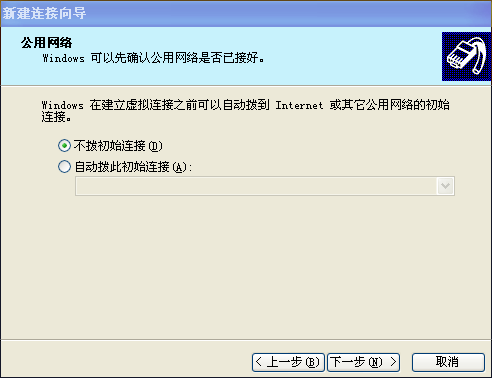 新建连接向导
公用网络
Windows 可以先确认公用网络是否已接好。
Windows 在建立虚拟连接之前可以自动拨到 Internet 或其它公用网络的初始
连接。
不拨初始连接(D)
自动拨此初始连接(A):
< 上一步(B) 下一步(N) > 取消